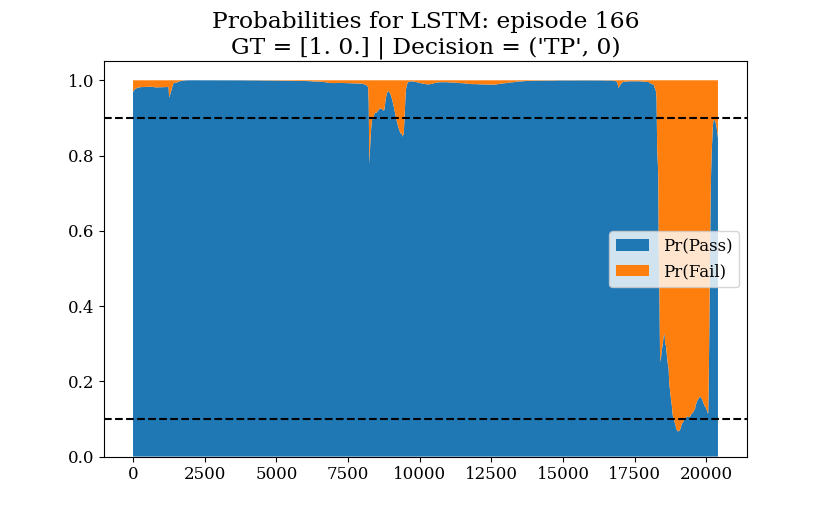 Probabilities for LSTM: episode 166
GT = [1. 0.] | Decision = ('TP', 0)
1.0
0.8
0.6
0.4
0.2
0.0
Pr(Pass)
Pr(Fail)
0 2500 5000 7500 10000 12500 15000 17500 20000